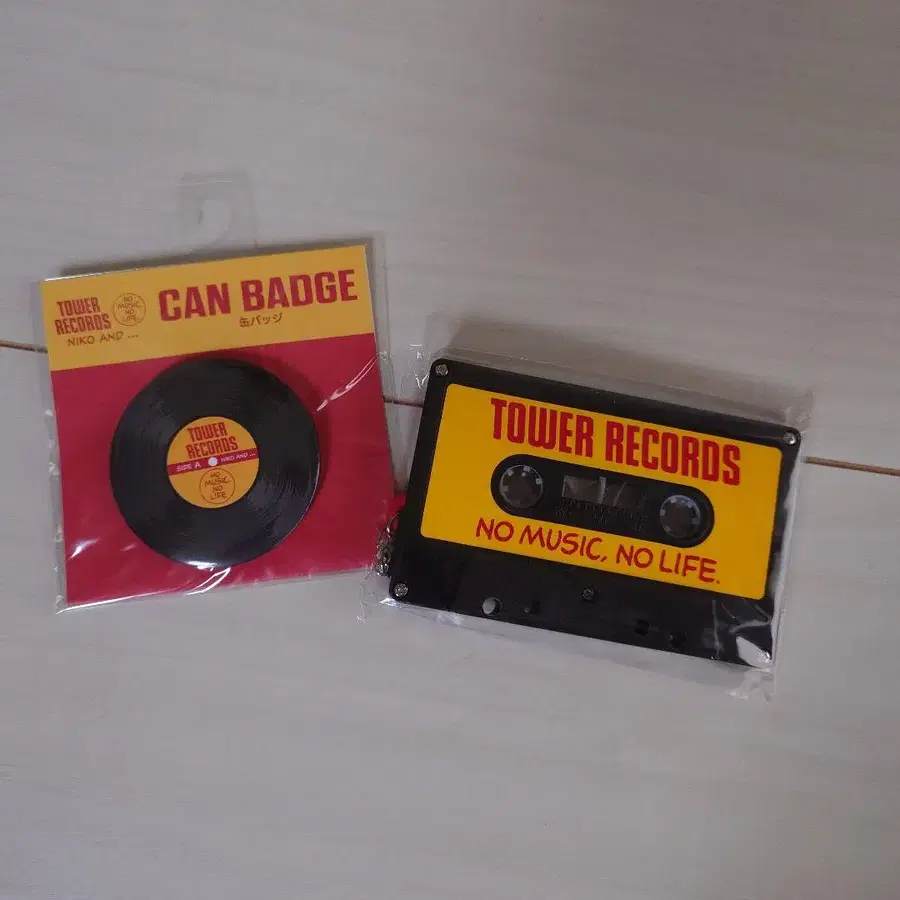 TOWER
RECORDS
NO
MUSIC,
NO
LIFE.
NIKO AND ...
CAN BADGE
缶バッジ
TOWER
RECORDS
SIDE A
NIKO AND ...
NO
MUSIC,
NO
LIFE.
TOWER RECORDS
NO MUSIC, NO LIFE.